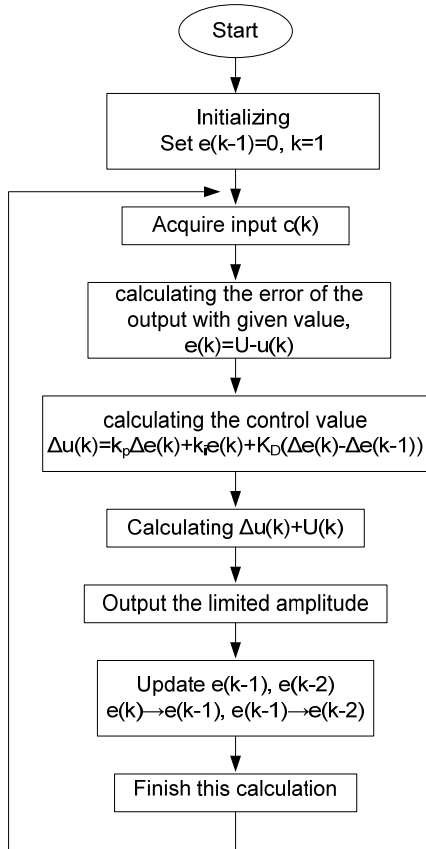 Start
Initializing
Set e(k-1)=0, k=1
Acquire input c(k)
calculating the error of the
output with given value,
e(k)=U-u(k)
calculating the control value
Δu(k)=kpΔe(k)+kie(k)+KD(Δe(k)-Δe(k-1))
Calculating Δu(k)+U(k)
Output the limited amplitude
Update e(k-1), e(k-2)
e(k)→e(k-1), e(k-1)→e(k-2)
Finish this calculation